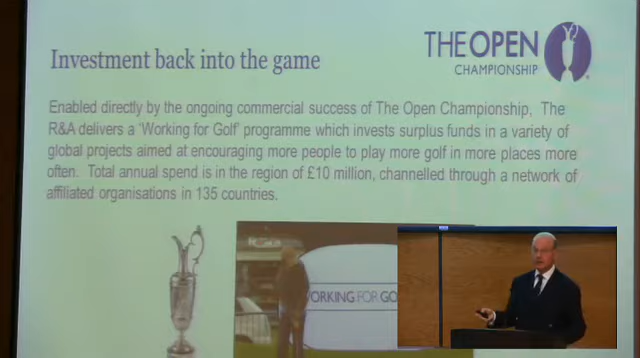 Investment back into the game
THE OPEN
CHAMPIONSHIP
Enabled directly by the ongoing commercial success of The Open Championship, The
R&A delivers a 'Working for Golf' programme which invests surplus funds in a variety of
global projects aimed at encouraging more people to play more golf in more places more
often. Total annual spend is in the region of £10 million, channelled through a network of
affiliated organisations in 135 countries.
ORKING FOR GO